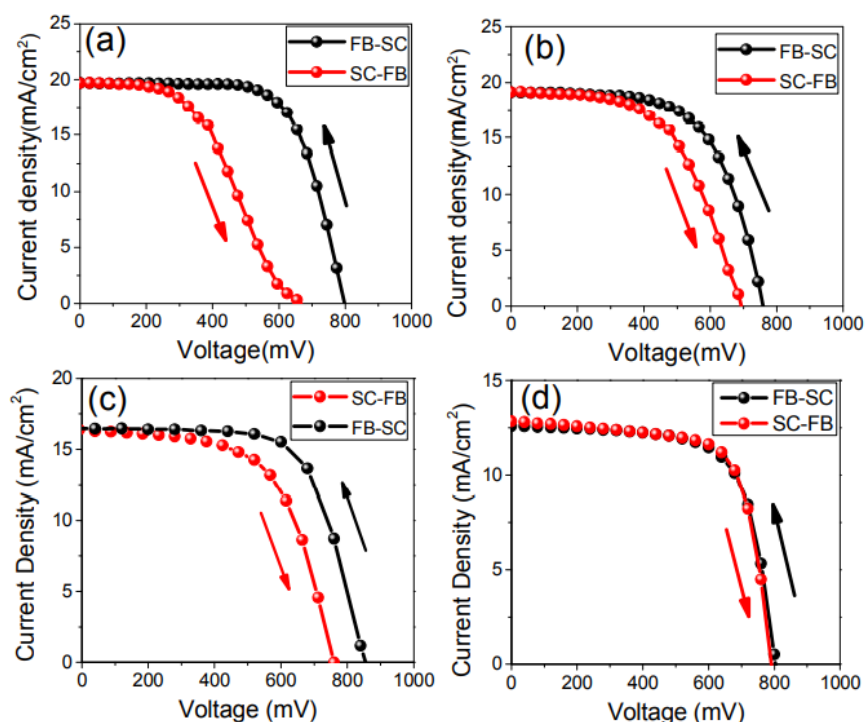 (a)
FB-SC
SC-FB
Current density(mA/cm²)
25
20
15
10
5
0
0 200 400 600 800 1000
Voltage(mV)
(b)
FB-SC
SC-FB
Current density(mA/cm²)
25
20
15
10
5
0
0 200 400 600 800 1000
Voltage(mV)
(c)
SC-FB
FB-SC
Current Density (mA/cm²)
20
15
10
5
0
0 200 400 600 800 1000
Voltage (mV)
(d)
FB-SC
SC-FB
Current Density (mA/cm²)
15
10
5
0
0 200 400 600 800 1000
Voltage (mV)